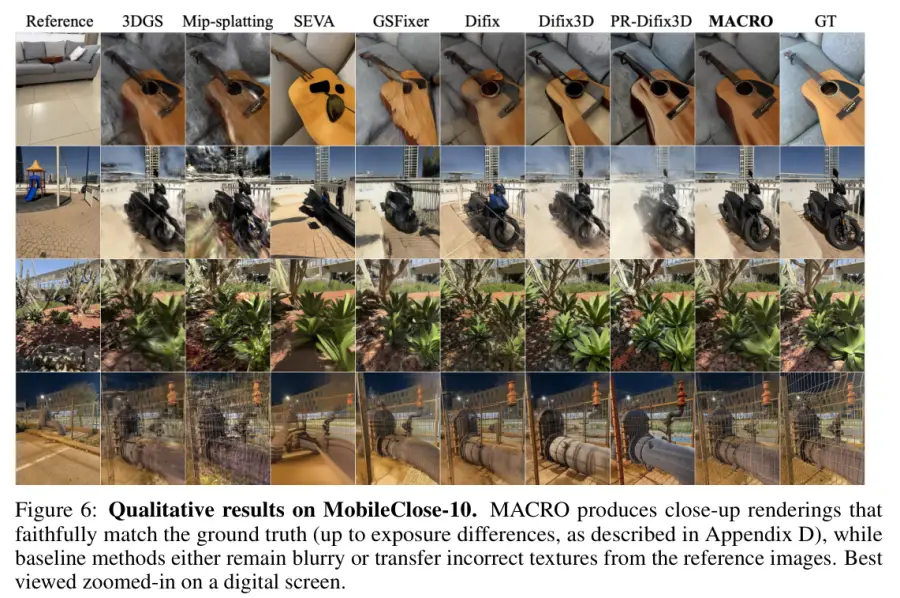 Reference 3DGS Mip-splatting SEVA GSFixer Difix Difix3D PR-Difix3D MACRO GT
Figure 6: Qualitative results on MobileClose-10. MACRO produces close-up renderings that
faithfully match the ground truth (up to exposure differences, as described in Appendix D), while
baseline methods either remain blurry or transfer incorrect textures from the reference images. Best
viewed zoomed-in on a digital screen.